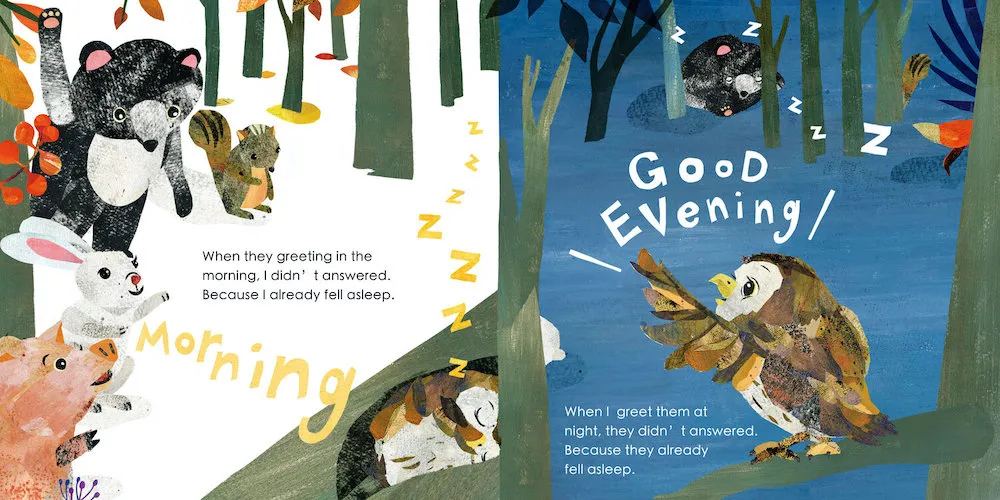 When they greeting in the
morning, I didn’t answered.
Because I already fell asleep.
Morning
z
z
z
z
z
z
z
z
z
z
z
z
z
z
Good
Evening
When I greet them at
night, they didn’t answered.
Because they already
fell asleep.